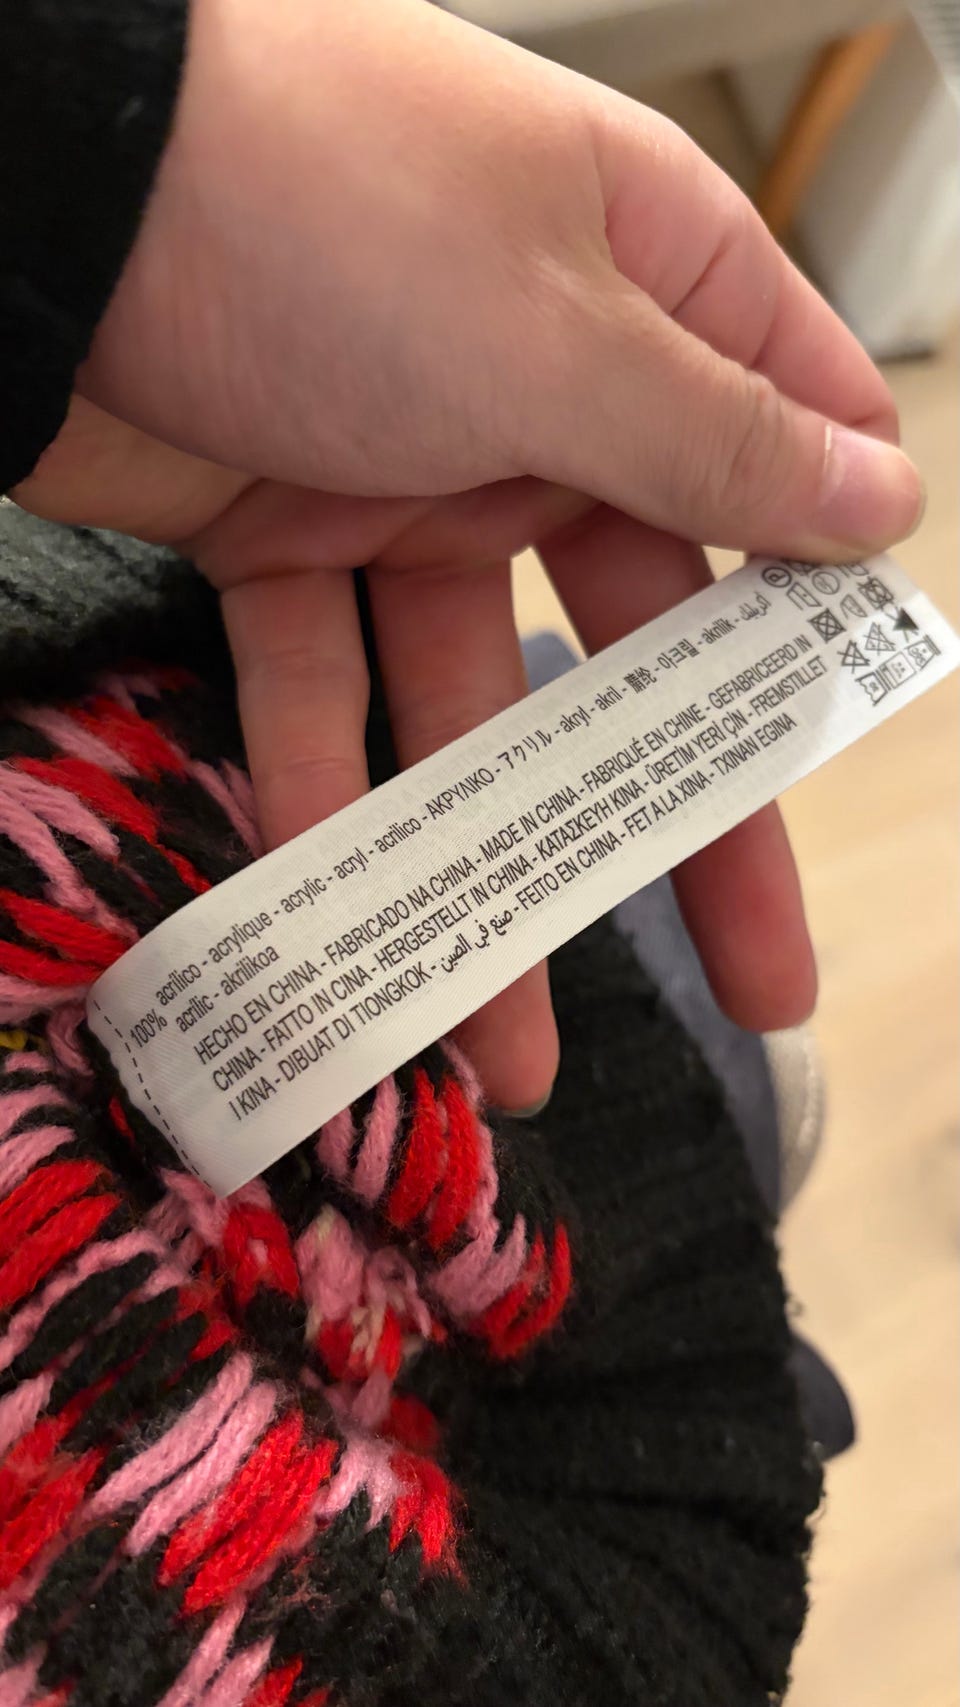 100% acrílico - acrylique - acrylic - acryl - acrilico - ΑΚΡΥΛΙΚΟ - アクリル - akryl - akril - 腈纶 - 아크릴 - akrilik - أكريليك
acrílic - akrilikoa
HECHO EN CHINA - FABRICADO NA CHINA - MADE IN CHINA - FABRIQUÉ EN CHINE - GEFABRICEERD IN
CHINA - FATTO IN CINA - HERGESTELLT IN CHINA - ΚΑΤΑΣΚΕΥΗ ΚΙΝΑ - ÜRETİM YERİ ÇİN - FREMSTILLET
I KINA - DIBUAT DI TIONGKOK - صنع في الصين - FEITO EN CHINA - FET A LA XINA - TXINAN EGINA